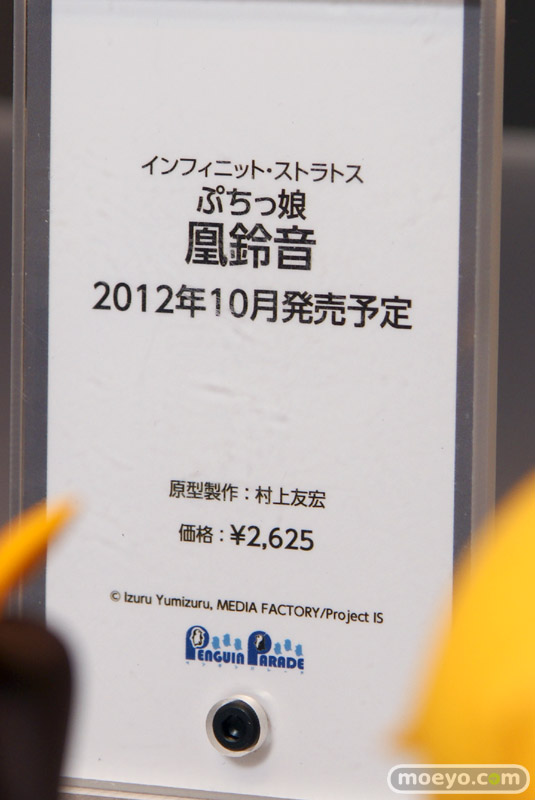 インフィニット・ストラトス
ぷちっ娘
凰鈴音
2012年10月発売予定
原型製作：村上友宏
価格：¥2,625
© Izuru Yumizuru, MEDIA FACTORY/Project IS
PENGUIN PARADE
moeyo.com